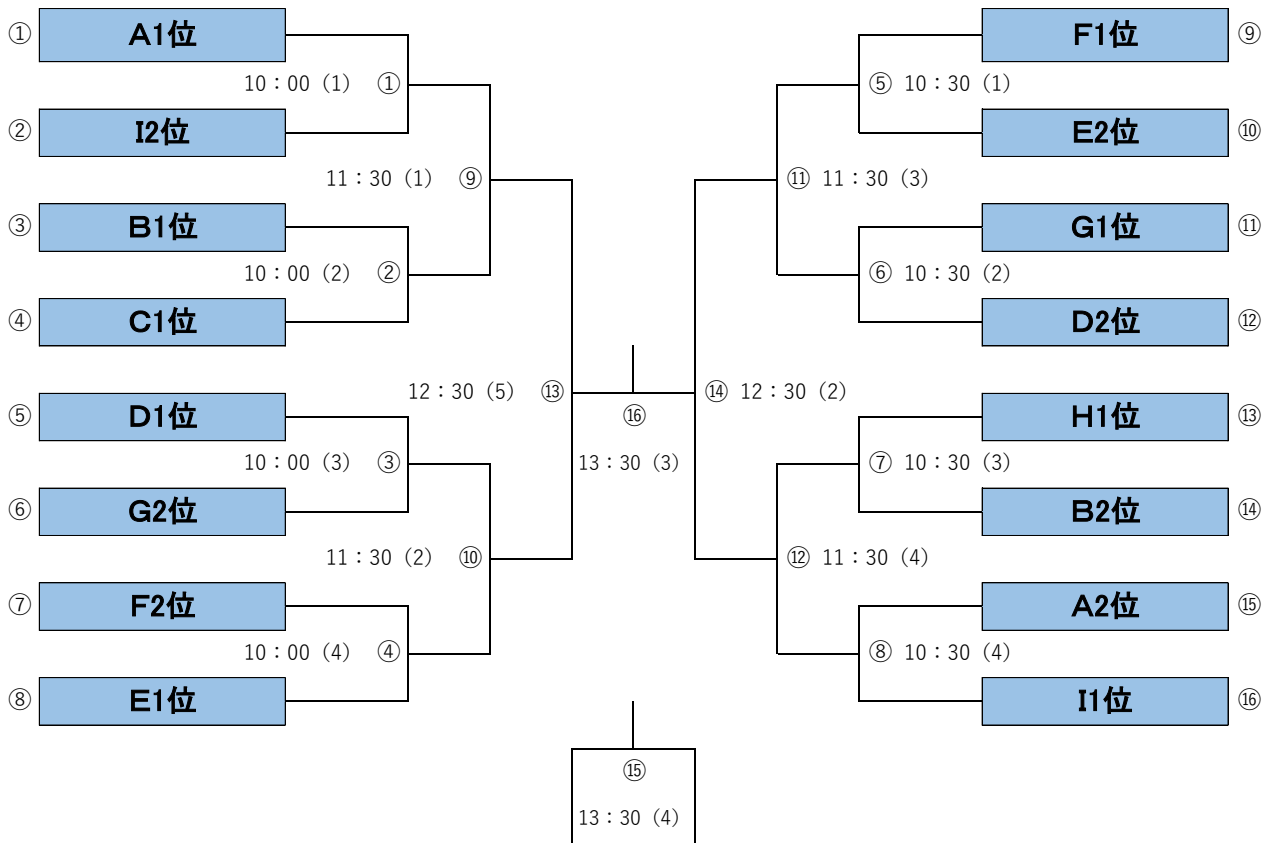 ① A1位 F1位 ⑨
10：00（1） ① ⑤ 10：30（1）
② I2位 E2位 ⑩
11：30（1） ⑨ ⑪ 11：30（3）
③ B1位 G1位 ⑪
10：00（2） ② ⑥ 10：30（2）
④ C1位 D2位 ⑫
12：30（5） ⑬ ⑭ 12：30（2）
⑤ D1位 ⑯ H1位 ⑬
10：00（3） ③ 13：30（3） ⑦ 10：30（3）
⑥ G2位 B2位 ⑭
11：30（2） ⑩ ⑫ 11：30（4）
⑦ F2位 A2位 ⑮
10：00（4） ④ ⑧ 10：30（4）
⑧ E1位 I1位 ⑯
⑮
13：30（4）